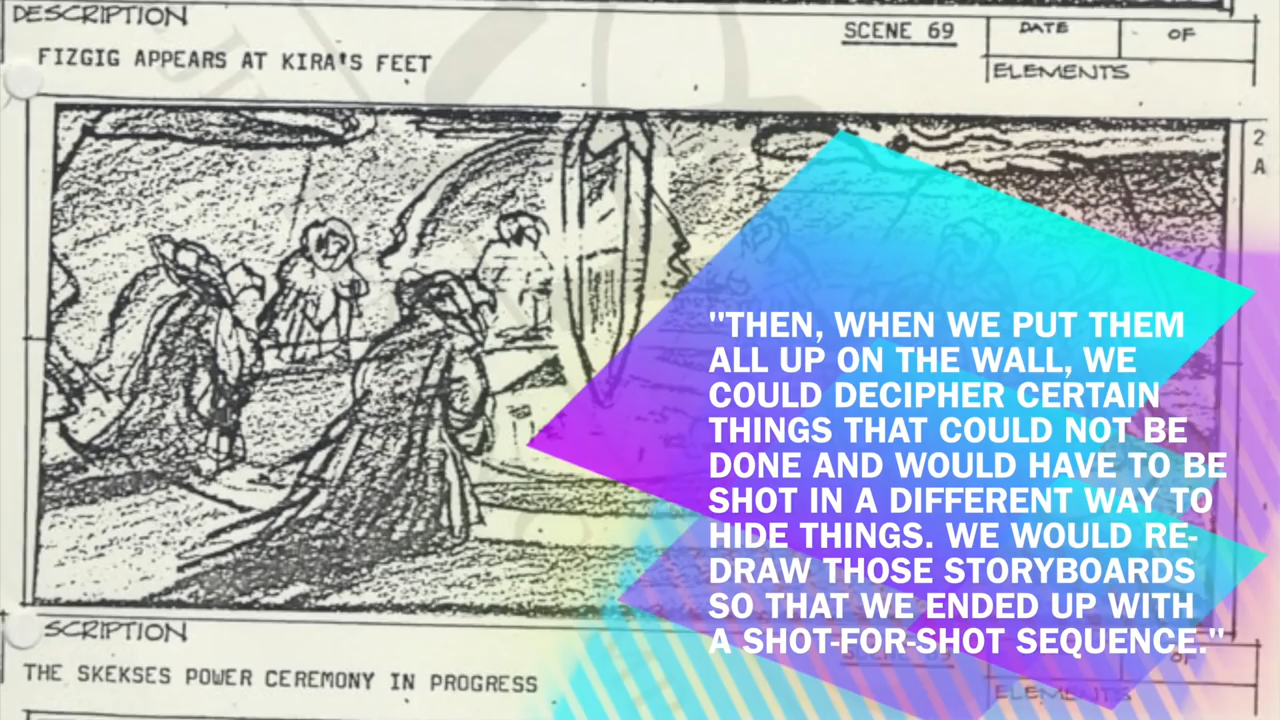 DESCRIPTION
SCENE 69
DATE
OF
FIZGIG APPEARS AT KIRA'S FEET
ELEMENTS
2
A
"THEN, WHEN WE PUT THEM
ALL UP ON THE WALL, WE
COULD DECIPHER CERTAIN
THINGS THAT COULD NOT BE
DONE AND WOULD HAVE TO BE
SHOT IN A DIFFERENT WAY TO
HIDE THINGS. WE WOULD RE-
DRAW THOSE STORYBOARDS
SO THAT WE ENDED UP WITH
A SHOT-FOR-SHOT SEQUENCE."
SCRIPTION
SCENE 69
OF
THE SKEKSES POWER CEREMONY IN PROGRESS
ELEMENTS